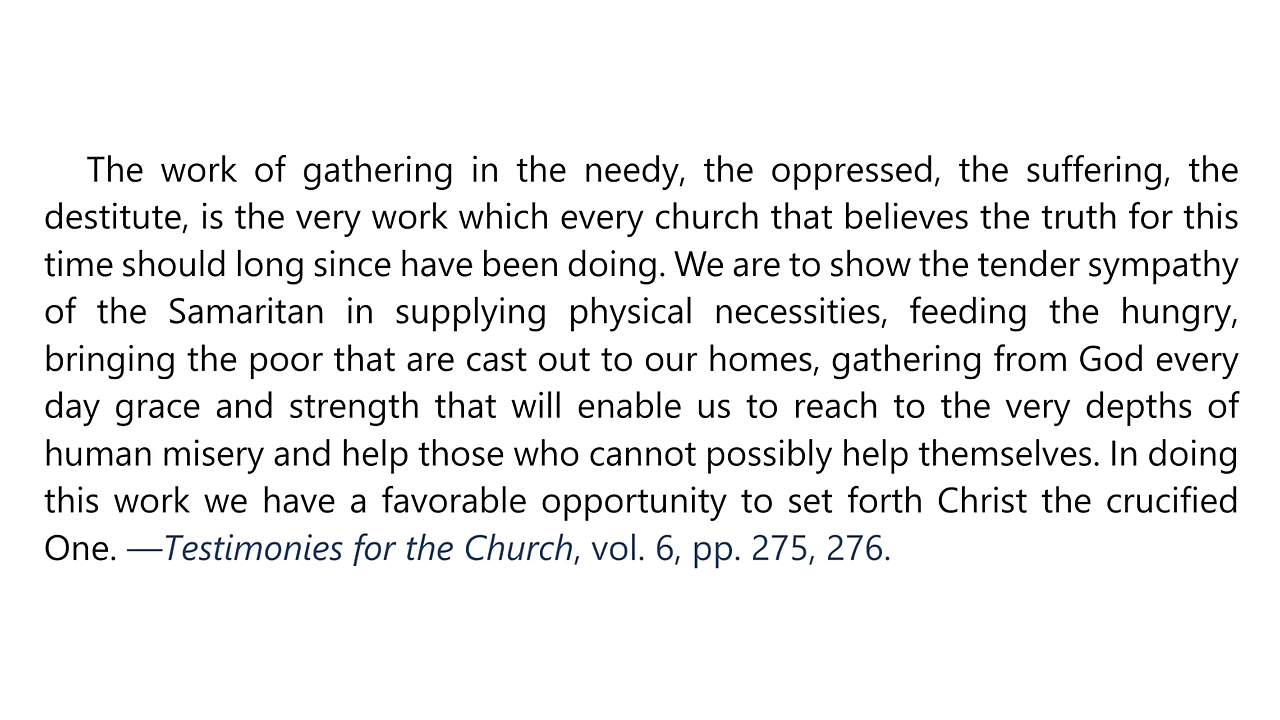 The work of gathering in the needy, the oppressed, the suffering, the
destitute, is the very work which every church that believes the truth for this
time should long since have been doing. We are to show the tender sympathy
of the Samaritan in supplying physical necessities, feeding the hungry,
bringing the poor that are cast out to our homes, gathering from God every
day grace and strength that will enable us to reach to the very depths of
human misery and help those who cannot possibly help themselves. In doing
this work we have a favorable opportunity to set forth Christ the crucified
One. —Testimonies for the Church, vol. 6, pp. 275, 276.